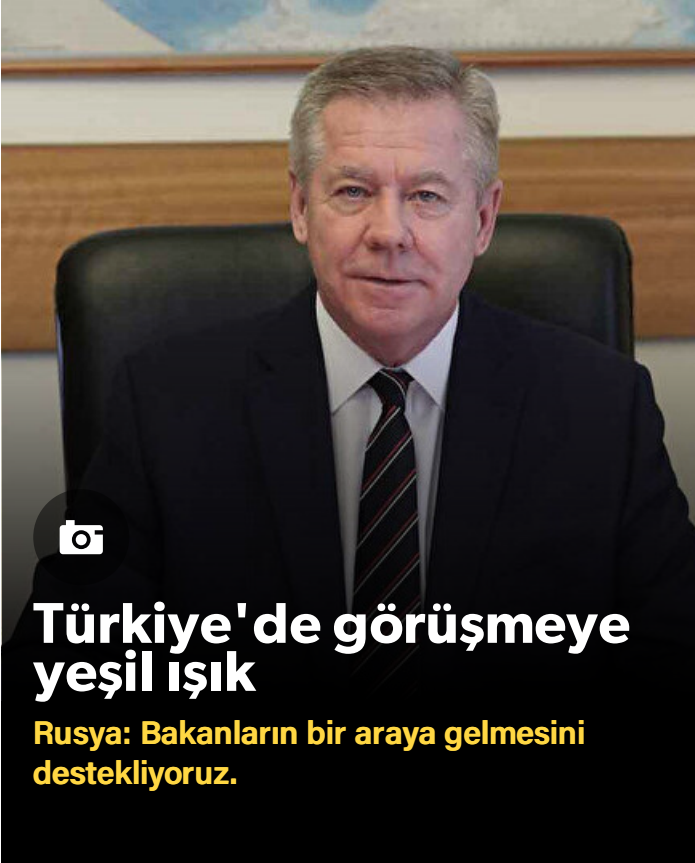 Türkiye'de görüşmeye
yeşil ışık
Rusya: Bakanların bir araya gelmesini
destekliyoruz.